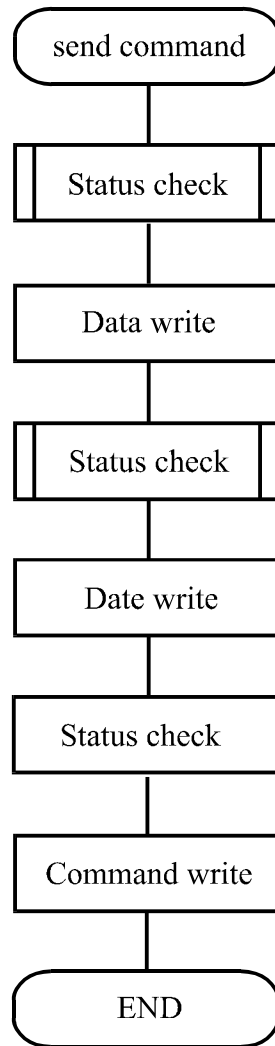 send command
Status check
Data write
Status check
Date write
Status check
Command write
END